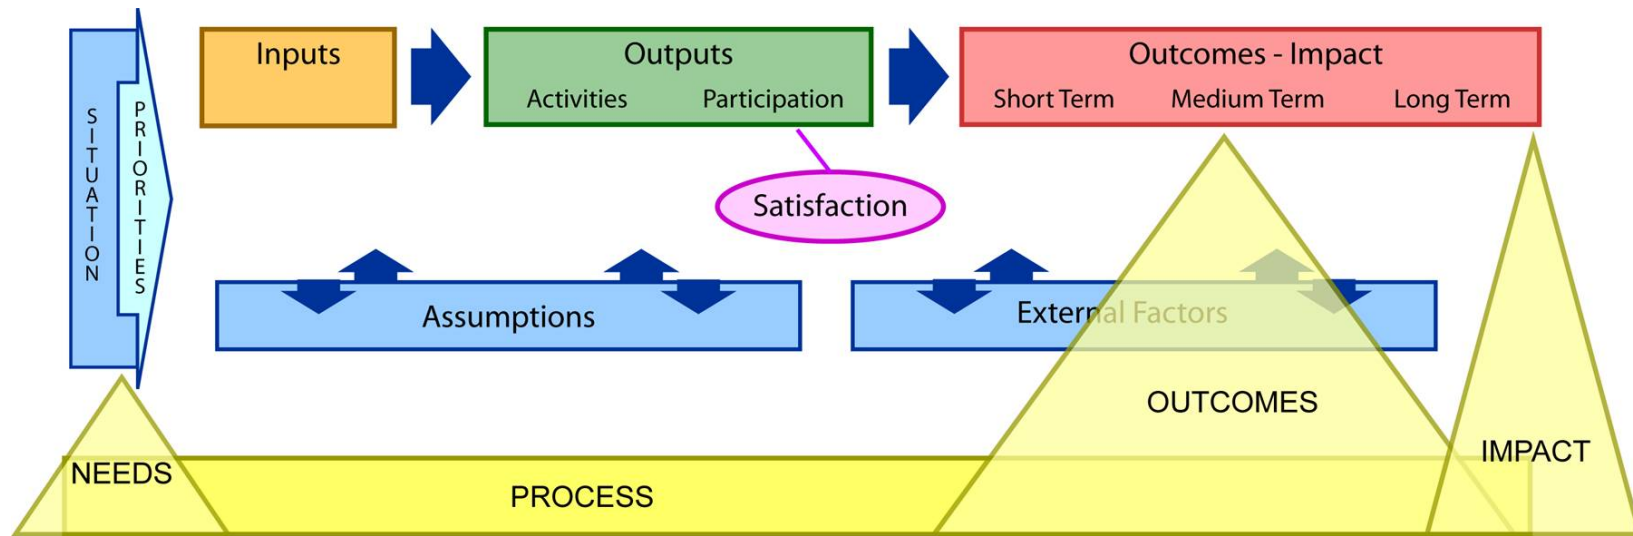 SITUATION
PRIORITIES
Inputs
Outputs
Activities Participation
Outcomes - Impact
Short Term Medium Term Long Term
Satisfaction
Assumptions
External Factors
NEEDS
PROCESS
OUTCOMES
IMPACT